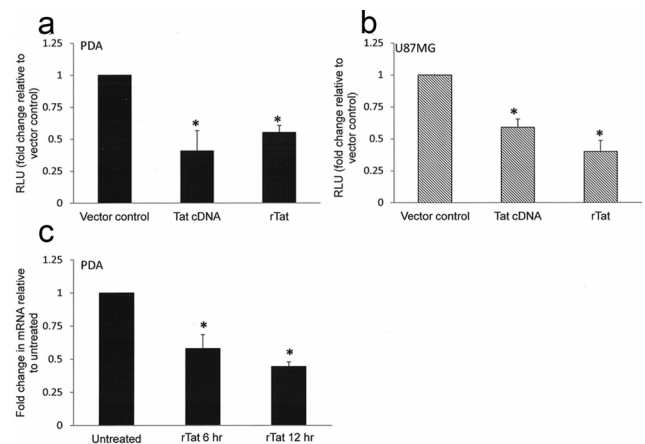 a
PDA
RLU (fold change relative to
vector control)
1.25
1
0.75
0.5
0.25
0
*
*
Vector control
Tat cDNA
rTat
b
U87MG
RLU (fold change relative to
vector control)
1.25
1
0.75
0.5
0.25
0
*
*
Vector control
Tat cDNA
rTat
c
PDA
Fold change in mRNA relative
to untreated
1.25
1
0.75
0.5
0.25
0
*
*
Untreated
rTat 6 hr
rTat 12 hr